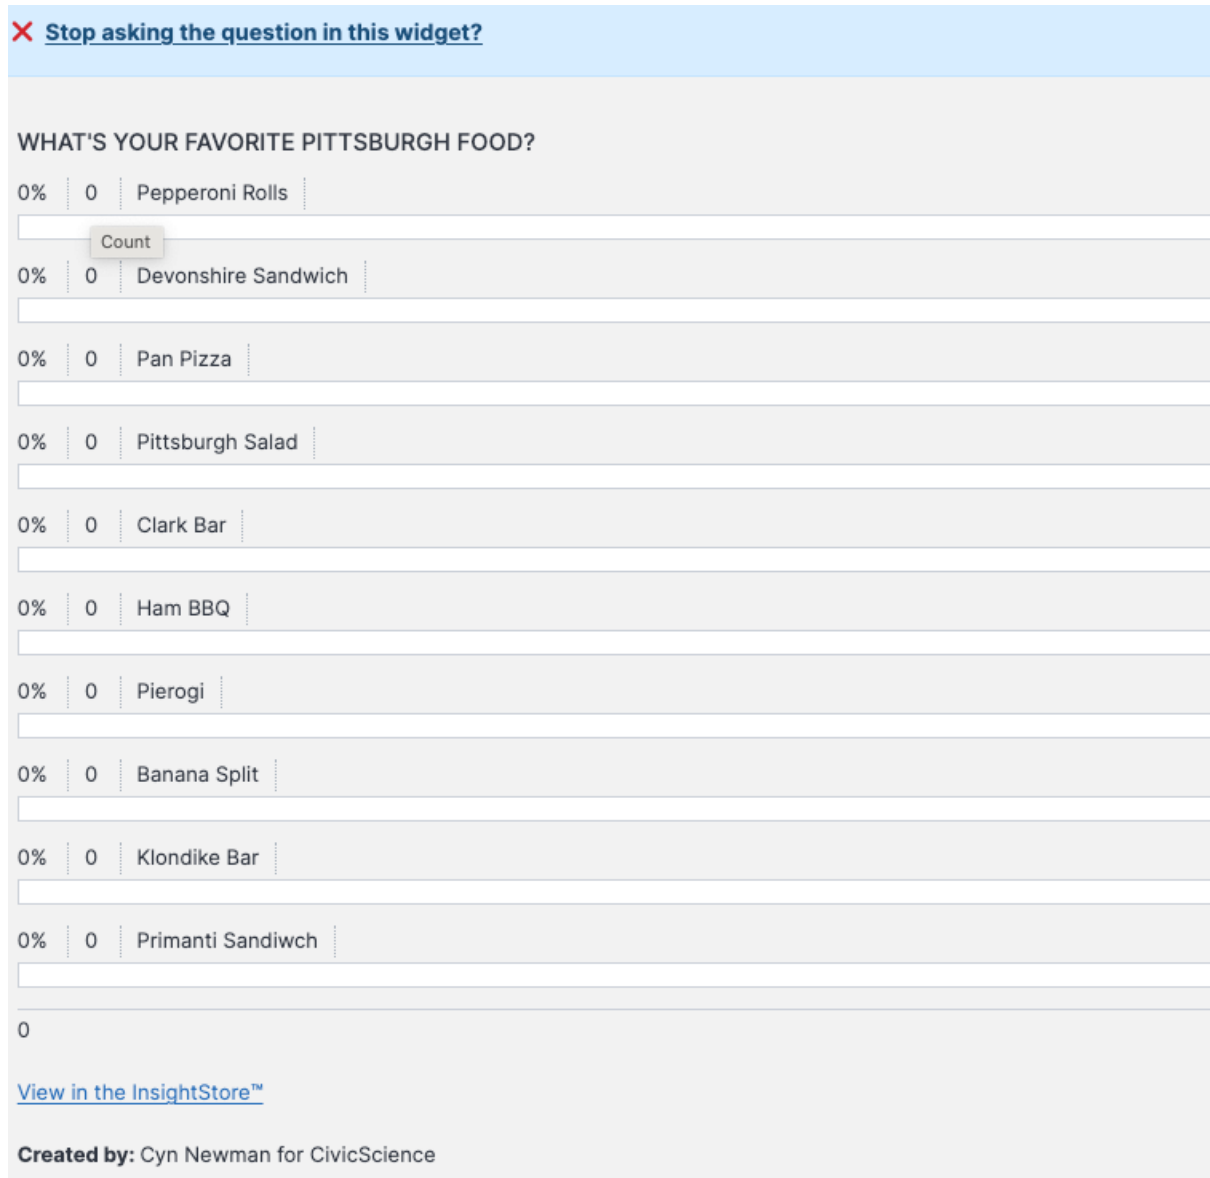 Stop asking the question in this widget?
WHAT'S YOUR FAVORITE PITTSBURGH FOOD?
0% 0 Pepperoni Rolls
Count
0% 0 Devonshire Sandwich
0% 0 Pan Pizza
0% 0 Pittsburgh Salad
0% 0 Clark Bar
0% 0 Ham BBQ
0% 0 Pierogi
0% 0 Banana Split
0% 0 Klondike Bar
0% 0 Primanti Sandiwch
0
View in the InsightStore™
Created by: Cyn Newman for CivicScience